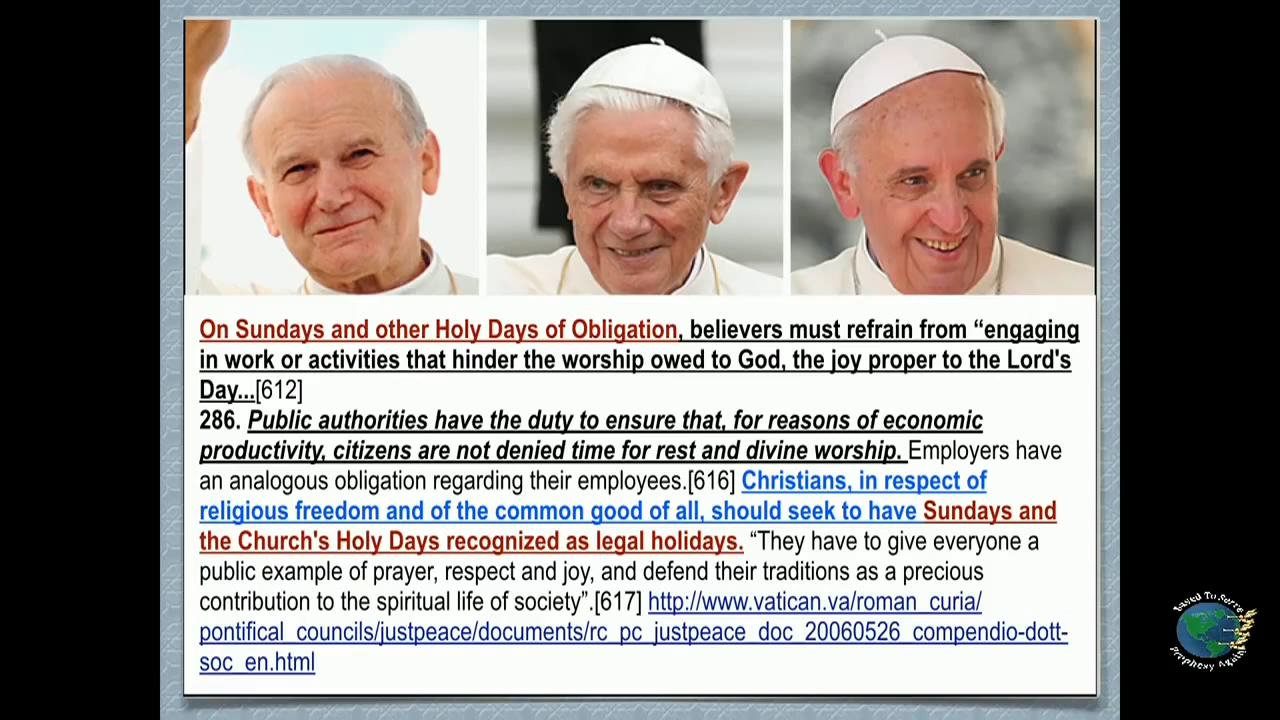 On Sundays and other Holy Days of Obligation, believers must refrain from “engaging
in work or activities that hinder the worship owed to God, the joy proper to the Lord's
Day...[612]
286. Public authorities have the duty to ensure that, for reasons of economic
productivity, citizens are not denied time for rest and divine worship. Employers have
an analogous obligation regarding their employees.[616] Christians, in respect of
religious freedom and of the common good of all, should seek to have Sundays and
the Church's Holy Days recognized as legal holidays. “They have to give everyone a
public example of prayer, respect and joy, and defend their traditions as a precious
contribution to the spiritual life of society”.[617] http://www.vatican.va/roman_curia/
pontifical_councils/justpeace/documents/rc_pc_justpeace_doc_20060526_compendio-dott-
soc_en.html
To Serve
Prophecy Again